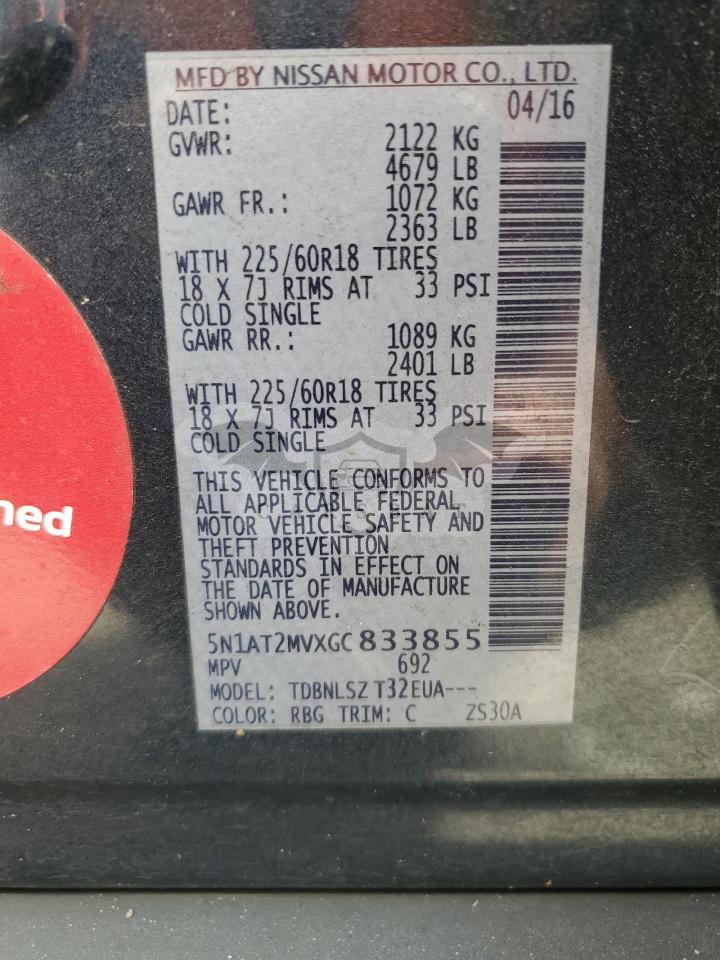 MFD BY NISSAN MOTOR CO., LTD.
DATE: 04/16
GVWR: 2122 KG
4679 LB
GAWR FR.: 1072 KG
2363 LB
WITH 225/60R18 TIRES
18 X 7J RIMS AT 33 PSI
COLD SINGLE
GAWR RR.: 1089 KG
2401 LB
WITH 225/60R18 TIRES
18 X 7J RIMS AT 33 PSI
COLD SINGLE
THIS VEHICLE CONFORMS TO
ALL APPLICABLE FEDERAL
MOTOR VEHICLE SAFETY AND
THEFT PREVENTION
STANDARDS IN EFFECT ON
THE DATE OF MANUFACTURE
SHOWN ABOVE.
5N1AT2MVXGC833855
MPV 692
MODEL: TDBNLSZ T32EUA---
COLOR: RBG TRIM: C ZS30A